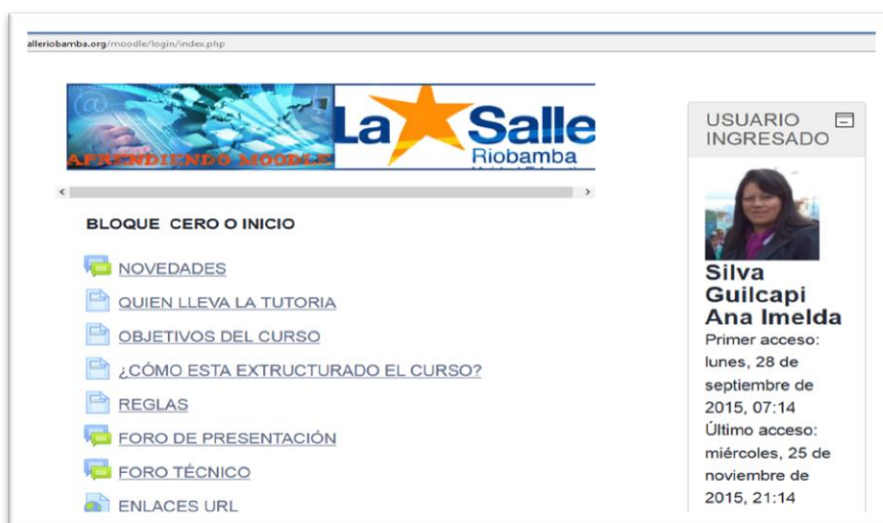 alleriobamba.org/moodle/login/index.php
@
APRENDIENDO MOODLE
La Salle
Riobamba
BLOQUE CERO O INICIO
NOVEDADES
QUIEN LLEVA LA TUTORIA
OBJETIVOS DEL CURSO
¿CÓMO ESTA EXTRUCTURADO EL CURSO?
REGLAS
FORO DE PRESENTACIÓN
FORO TÉCNICO
ENLACES URL
USUARIO
INGRESADO
Silva
Guilcapi
Ana Imelda
Primer acceso:
lunes, 28 de
septiembre de
2015, 07:14
Último acceso:
miércoles, 25 de
noviembre de
2015, 21:14